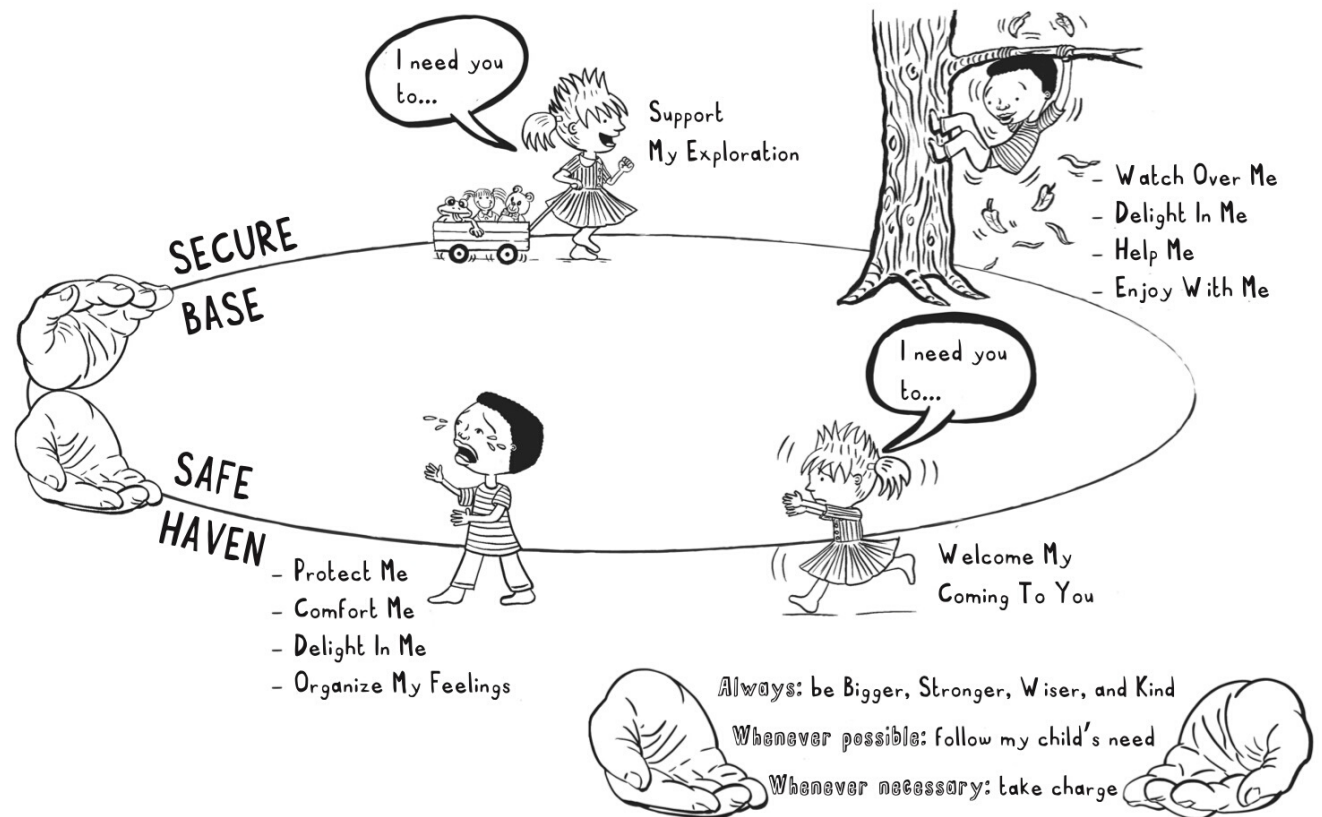 I need you
to...
Support
My Exploration
- Watch Over Me
- Delight In Me
- Help Me
- Enjoy With Me
SECURE
BASE
I need you
to...
Welcome My
Coming To You
SAFE
HAVEN
- Protect Me
- Comfort Me
- Delight In Me
- Organize My Feelings
Always: be Bigger, Stronger, Wiser, and Kind
Whenever possible: follow my child's need
Whenever necessary: take charge